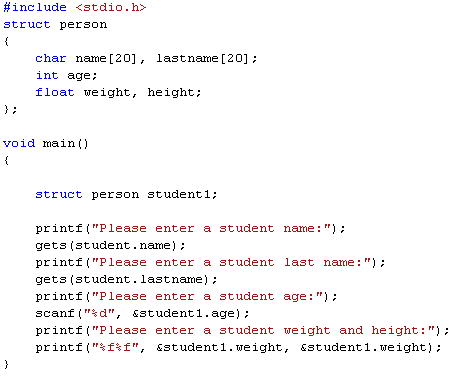 #include <stdio.h>
struct person
{
    char name[20], lastname[20];
    int age;
    float weight, height;
};

void main()
{

    struct person student1;

    printf("Please enter a student name:");
    gets(student.name);
    printf("Please enter a student last name:");
    gets(student.lastname);
    printf("Please enter a student age:");
    scanf("%d", &student1.age);
    printf("Please enter a student weight and height:");
    printf("%f%f", &student1.weight, &student1.weight);
}